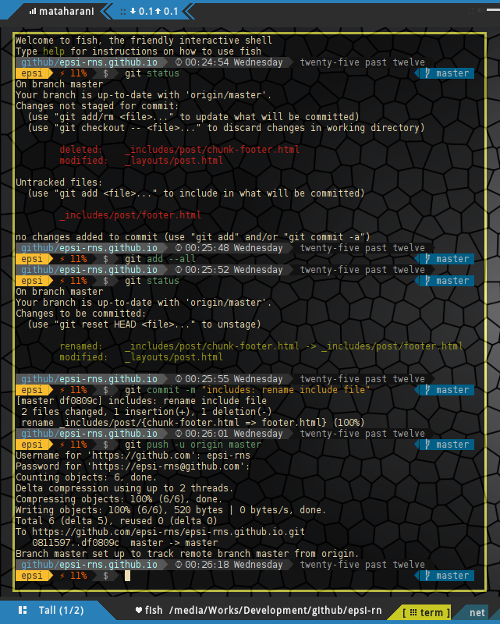 mataharani
0.1 0.1
Welcome to fish, the friendly interactive shell
Type help for instructions on how to use fish
github/epsi-rns.github.io 00:24:54 Wednesday twenty-five past twelve
epsi ⚡ 11% $ git status master
On branch master
Your branch is up-to-date with 'origin/master'.
Changes not staged for commit:
(use "git add/rm <file>..." to update what will be committed)
(use "git checkout -- <file>..." to discard changes in working directory)
deleted: _includes/post/chunk-footer.html
modified: _layouts/post.html
Untracked files:
(use "git add <file>..." to include in what will be committed)
_includes/post/footer.html
no changes added to commit (use "git add" and/or "git commit -a")
github/epsi-rns.github.io 00:25:48 Wednesday twenty-five past twelve
epsi ⚡ 11% $ git add --all master
github/epsi-rns.github.io 00:25:52 Wednesday twenty-five past twelve
epsi ⚡ 11% $ git status master
On branch master
Your branch is up-to-date with 'origin/master'.
Changes to be committed:
(use "git reset HEAD <file>..." to unstage)
renamed: _includes/post/chunk-footer.html -> _includes/post/footer.html
modified: _layouts/post.html
github/epsi-rns.github.io 00:25:55 Wednesday twenty-five past twelve
epsi ⚡ 11% $ git commit -m "includes: rename include file" master
[master df0809c] includes: rename include file
2 files changed, 1 insertion(+), 1 deletion(-)
rename _includes/post/{chunk-footer.html => footer.html} (100%)
github/epsi-rns.github.io 00:26:01 Wednesday twenty-five past twelve
epsi ⚡ 11% $ git push -u origin master master
Username for 'https://github.com': epsi-rns
Password for 'https://epsi-rns@github.com':
Counting objects: 6, done.
Delta compression using up to 2 threads.
Compressing objects: 100% (6/6), done.
Writing objects: 100% (6/6), 520 bytes | 0 bytes/s, done.
Total 6 (delta 5), reused 0 (delta 0)
To https://github.com/epsi-rns/epsi-rns.github.io.git
0811597..df0809c master -> master
Branch master set up to track remote branch master from origin.
github/epsi-rns.github.io 00:26:18 Wednesday twenty-five past twelve
epsi ⚡ 11% $ master
Tall (1/2) ♥ fish /media/Works/Development/github/epsi-rn [ term ] net